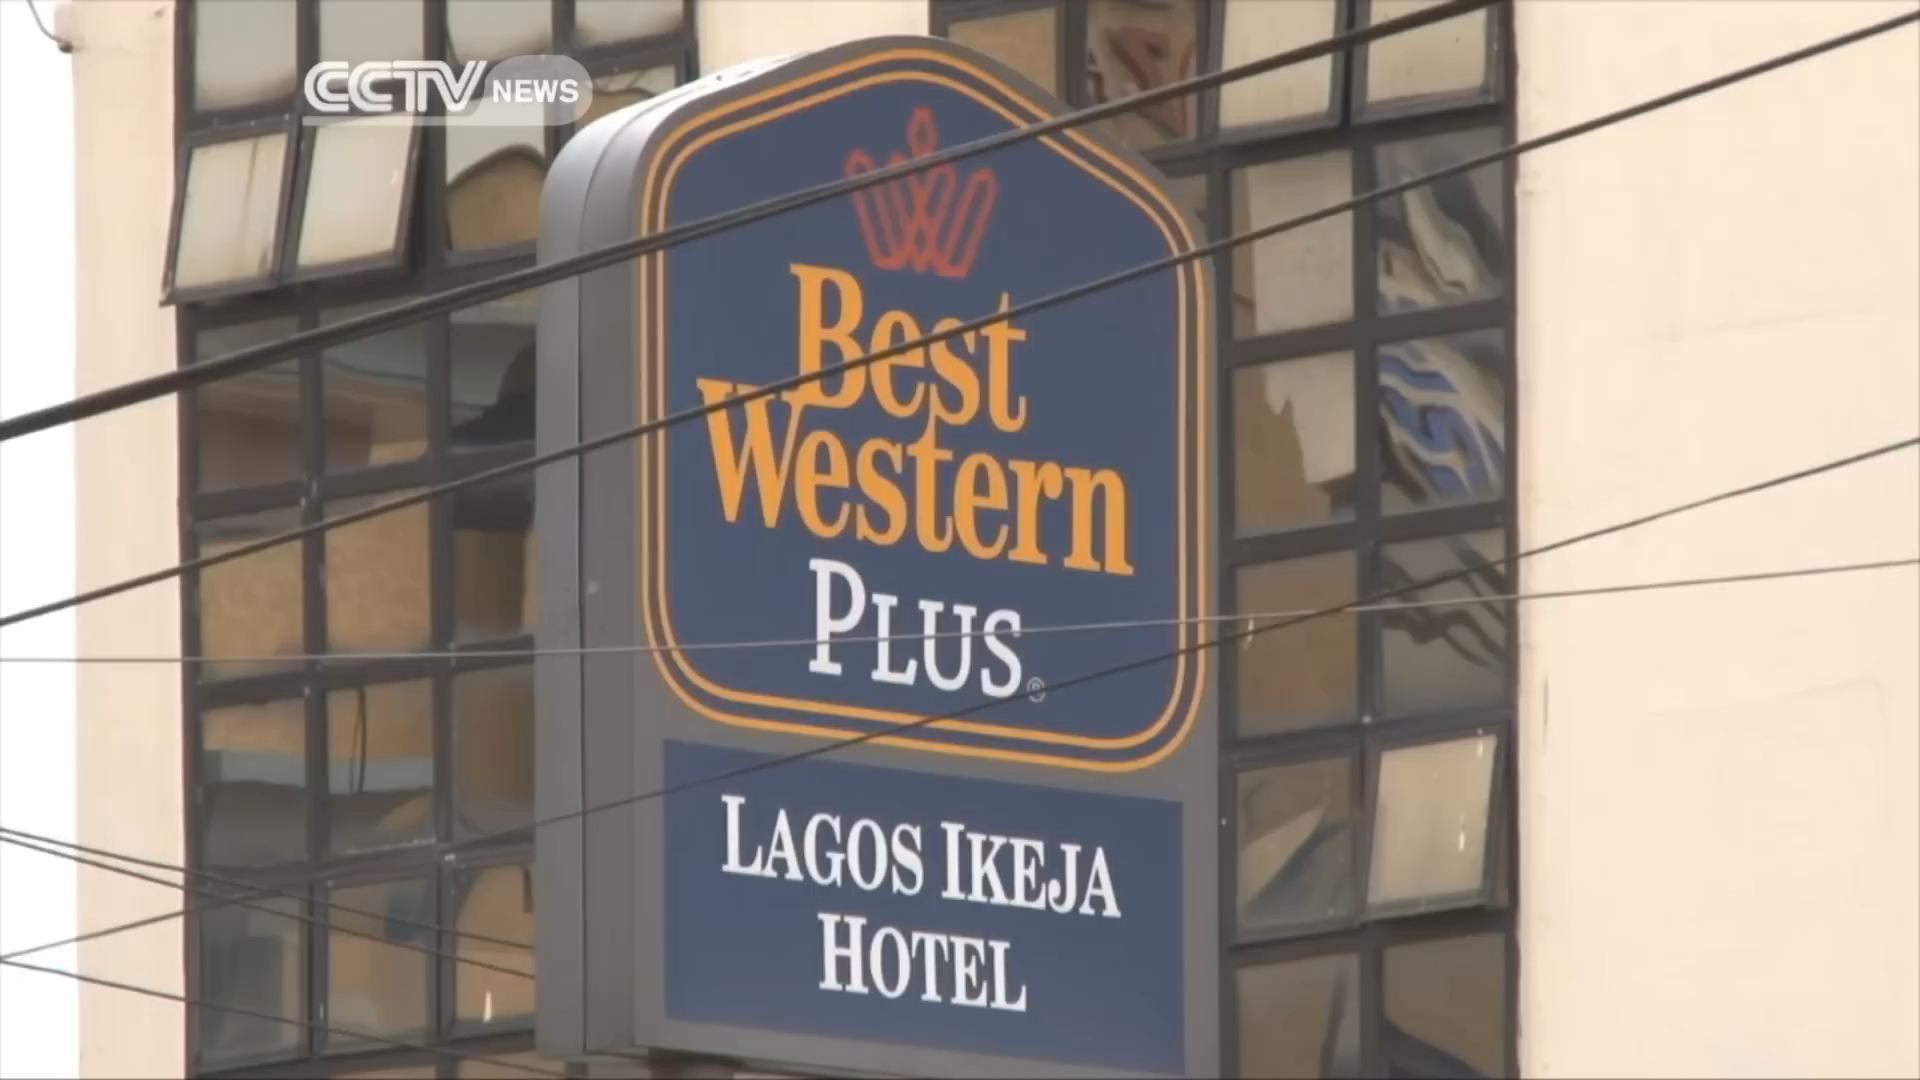 CCTV NEWS
Best
Western
PLUS®
LAGOS IKEJA
HOTEL